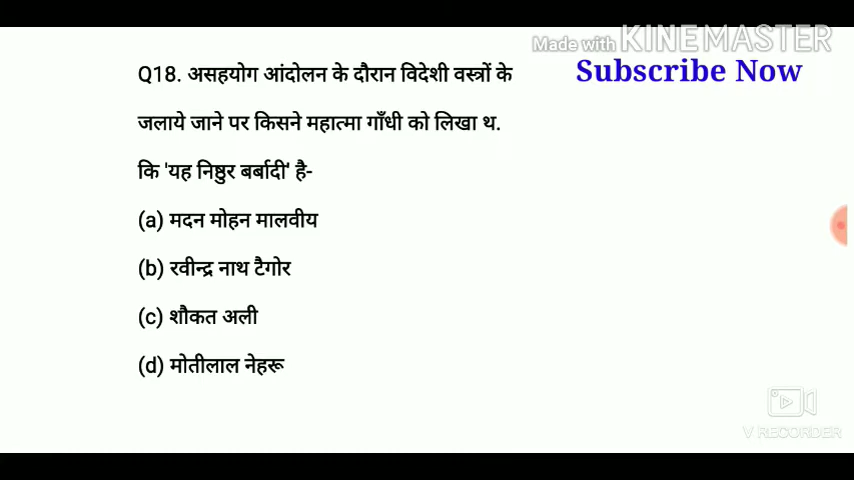 Made with KINEMASTER
Subscribe Now
Q18. असहयोग आंदोलन के दौरान विदेशी वस्त्रों के
जलाये जाने पर किसने महात्मा गाँधी को लिखा थ.
कि 'यह निष्ठुर बर्बादी' है-
(a) मदन मोहन मालवीय
(b) रवीन्द्र नाथ टैगोर
(c) शौकत अली
(d) मोतीलाल नेहरू
V RECORDER